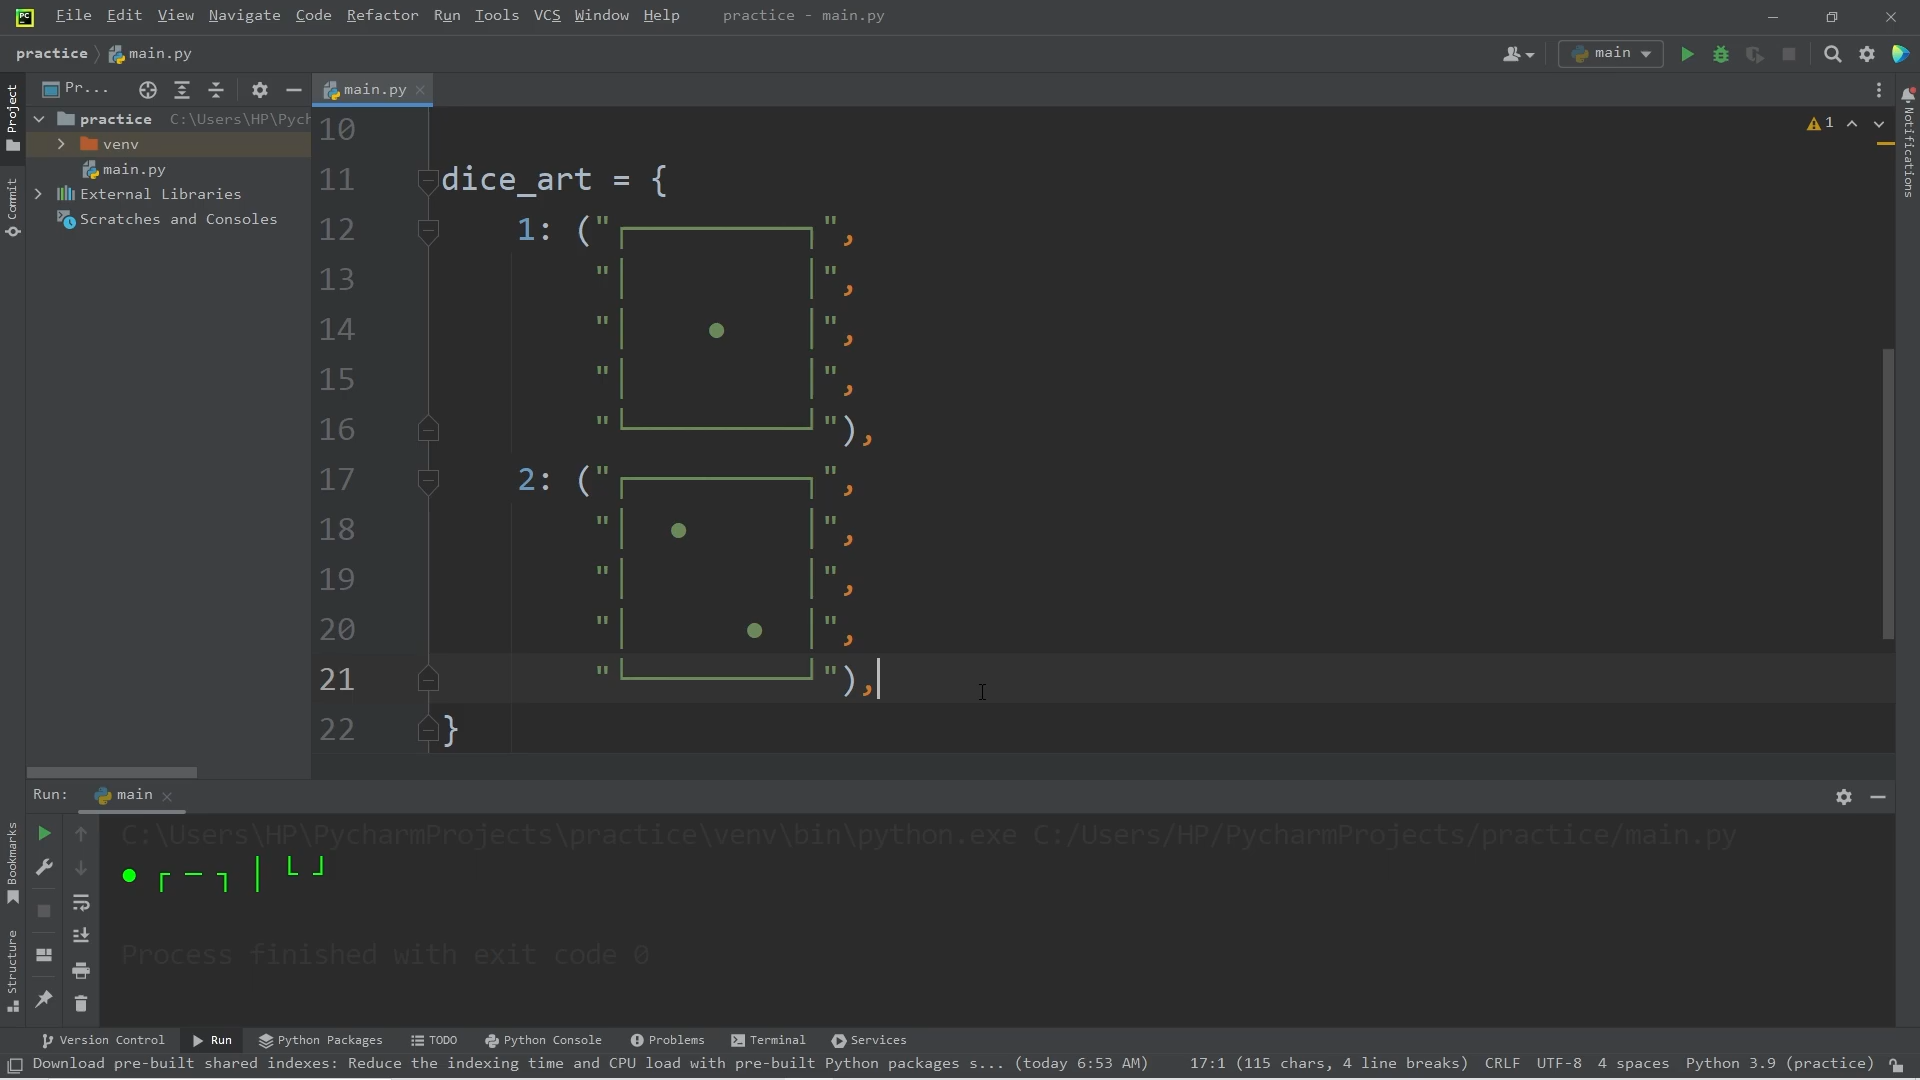 PC File Edit View Navigate Code Refactor Run Tools VCS Window Help practice - main.py
practice main.py main
Pr... main.py
Project
Commit
Bookmarks
Structure
Notifications
practice C:\Users\HP\Pych
venv
main.py
External Libraries
Scratches and Consoles
1
10
11 dice_art = {
12     1: ("┌─────────┐",
13         "│         │",
14         "│    ●    │",
15         "│         │",
16         "└─────────┘"),
17     2: ("┌─────────┐",
18         "│  ●      │",
19         "│         │",
20         "│      ●  │",
21         "└─────────┘"),
22 }
Run: main
C:\Users\HP\PycharmProjects\practice\venv\bin\python.exe C:/Users/HP/PycharmProjects/practice/main.py
● ┌ ─ ┐ │ └ ┘
Process finished with exit code 0
Version Control Run Python Packages TODO Python Console Problems Terminal Services
Download pre-built shared indexes: Reduce the indexing time and CPU load with pre-built Python packages s... (today 6:53 AM) 17:1 (115 chars, 4 line breaks) CRLF UTF-8 4 spaces Python 3.9 (practice)